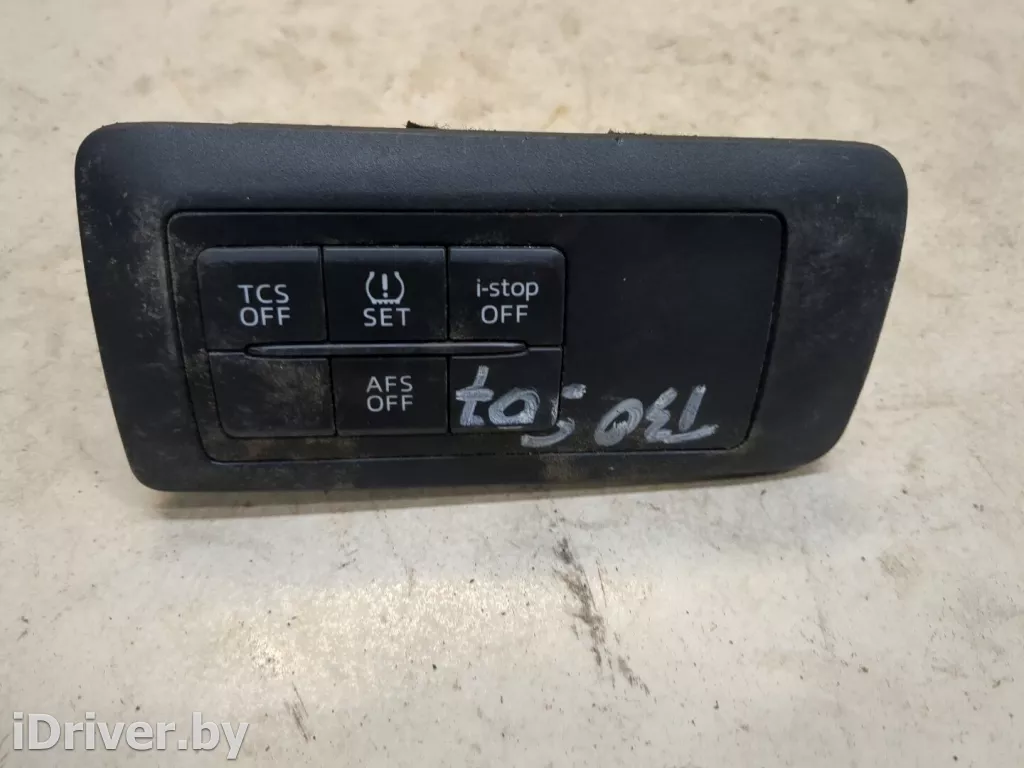 TCS
OFF
SET
i-stop
OFF
AFS
OFF
iDriver.by